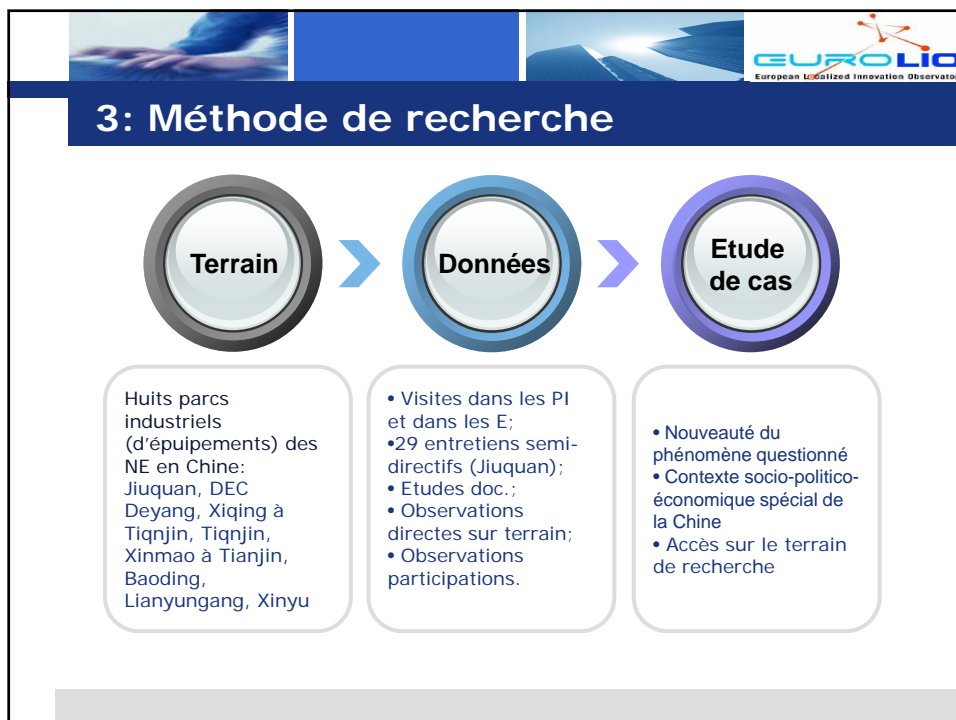 EUROLIO
European Localized Innovation Observato
3: Méthode de recherche
Terrain
Données
Etude
de cas
Huits parcs
industriels
(d'épuipements) des
NE en Chine:
Jiuquan, DEC
Deyang, Xiqing à
Tiqnjin, Tiqnjin,
Xinmao à Tianjin,
Baoding,
Lianyungang, Xinyu
• Visites dans les PI
et dans les E;
•29 entretiens semi-
directifs (Jiuquan);
• Etudes doc.;
• Observations
directes sur terrain;
• Observations
participations.
• Nouveauté du
phénomène questionné
• Contexte socio-politico-
économique spécial de
la Chine
• Accès sur le terrain
de recherche